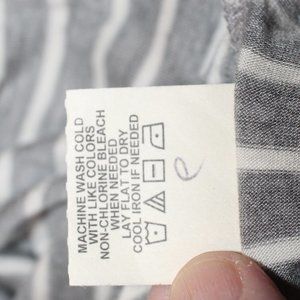 MACHINE WASH COLD
WITH LIKE COLORS
NON-CHLORINE BLEACH
WHEN NEEDED
LAY FLAT TO DRY
COOL IRON IF NEEDED
e